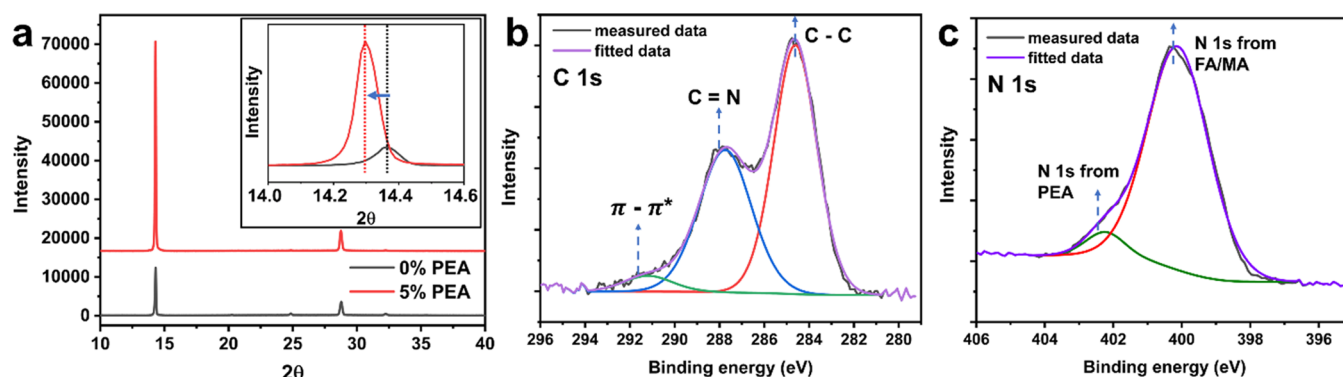 a
Intensity
70000
60000
50000
40000
30000
20000
10000
0
10
15
20
25
30
35
40
2θ
0% PEA
5% PEA
Intensity
14.0
14.2
14.4
14.6
2θ
b
measured data
fitted data
C 1s
C - C
C = N
π - π*
Intensity
296
294
292
290
288
286
284
282
280
Binding energy (eV)
c
measured data
fitted data
N 1s
N 1s from
FA/MA
N 1s from
PEA
Intensity
406
404
402
400
398
396
Binding energy (eV)